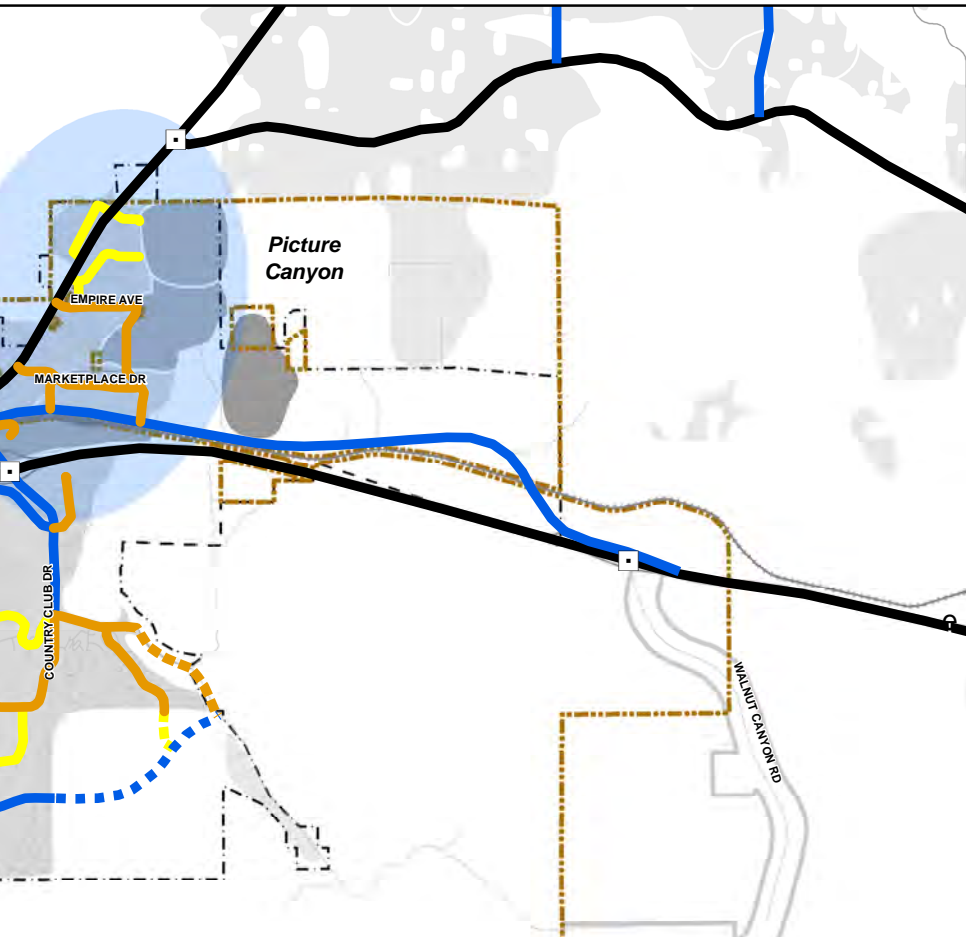 Picture
Canyon
EMPIRE AVE
MARKETPLACE DR
COUNTRY CLUB DR
WALNUT CANYON RD